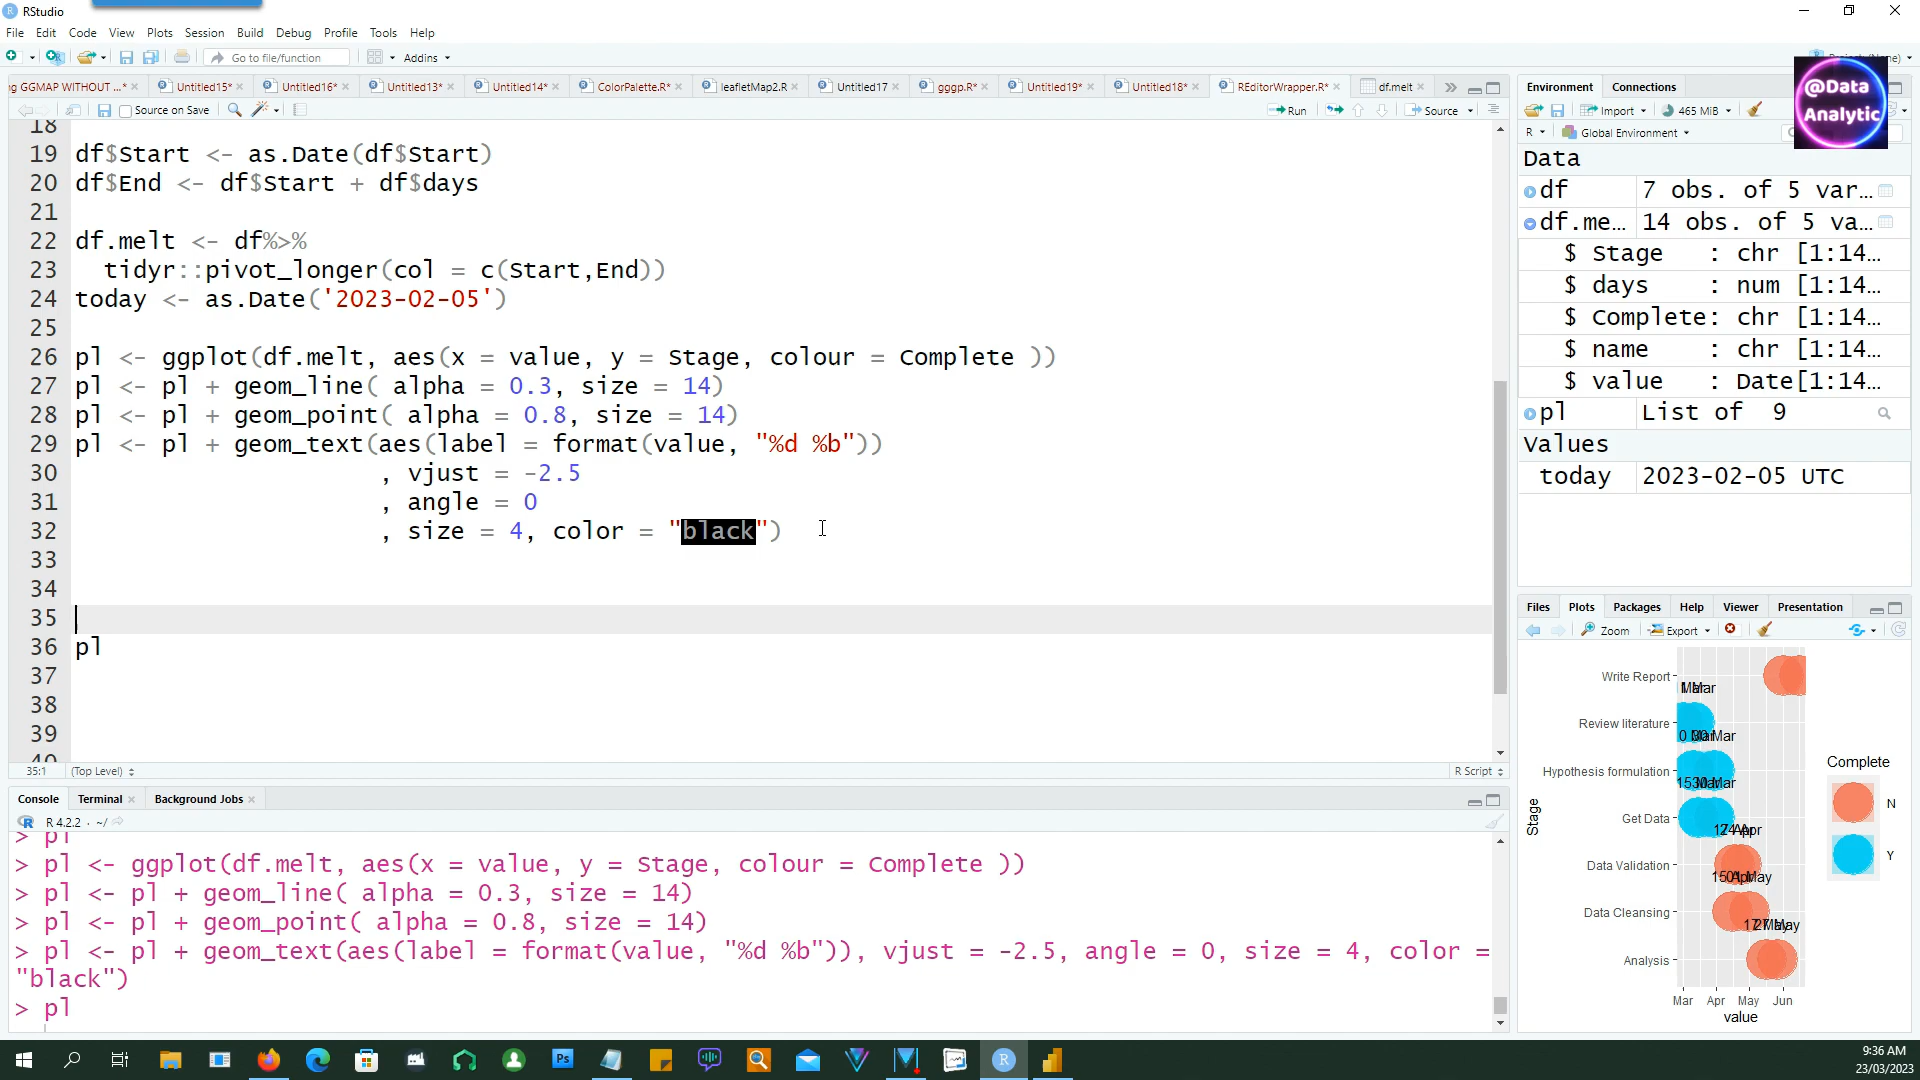 RStudio
File Edit Code View Plots Session Build Debug Profile Tools Help
Go to file/function Addins
ng GGMAP WITHOUT ...* Untitled15* Untitled16* Untitled13* Untitled14* ColorPalette.R* leafletMap2.R Untitled17 gggp.R* Untitled19* Untitled18* REditorWrapper.R* df.melt
Source on Save Run Source
18
19 df$Start <- as.Date(df$Start)
20 df$End <- df$Start + df$days
21
22 df.melt <- df%>%
23 tidyr::pivot_longer(col = c(Start,End))
24 today <- as.Date('2023-02-05')
25
26 pl <- ggplot(df.melt, aes(x = value, y = Stage, colour = Complete ))
27 pl <- pl + geom_line( alpha = 0.3, size = 14)
28 pl <- pl + geom_point( alpha = 0.8, size = 14)
29 pl <- pl + geom_text(aes(label = format(value, "%d %b"))
30 , vjust = -2.5
31 , angle = 0
32 , size = 4, color = "black")
33
34
35
36 pl
37
38
39
40
35:1 (Top Level) R Script
Console Terminal Background Jobs
R 4.2.2 · ~/
> pl
> pl <- ggplot(df.melt, aes(x = value, y = Stage, colour = Complete ))
> pl <- pl + geom_line( alpha = 0.3, size = 14)
> pl <- pl + geom_point( alpha = 0.8, size = 14)
> pl <- pl + geom_text(aes(label = format(value, "%d %b")), vjust = -2.5, angle = 0, size = 4, color =
"black")
> pl
Environment Connections
Import 465 MiB
R Global Environment
@Data
Analytic
Data
df 7 obs. of 5 var...
df.me... 14 obs. of 5 va...
$ Stage : chr [1:14...
$ days : num [1:14...
$ Complete: chr [1:14...
$ name : chr [1:14...
$ value : Date[1:14...
pl List of 9
Values
today 2023-02-05 UTC
Files Plots Packages Help Viewer Presentation
Zoom Export
Write Report
Review literature
Hypothesis formulation
Get Data
Data Validation
Data Cleansing
Analysis
Stage
Mar Apr May Jun
value
Complete
N
Y
Ps
R
9:36 AM
23/03/2023